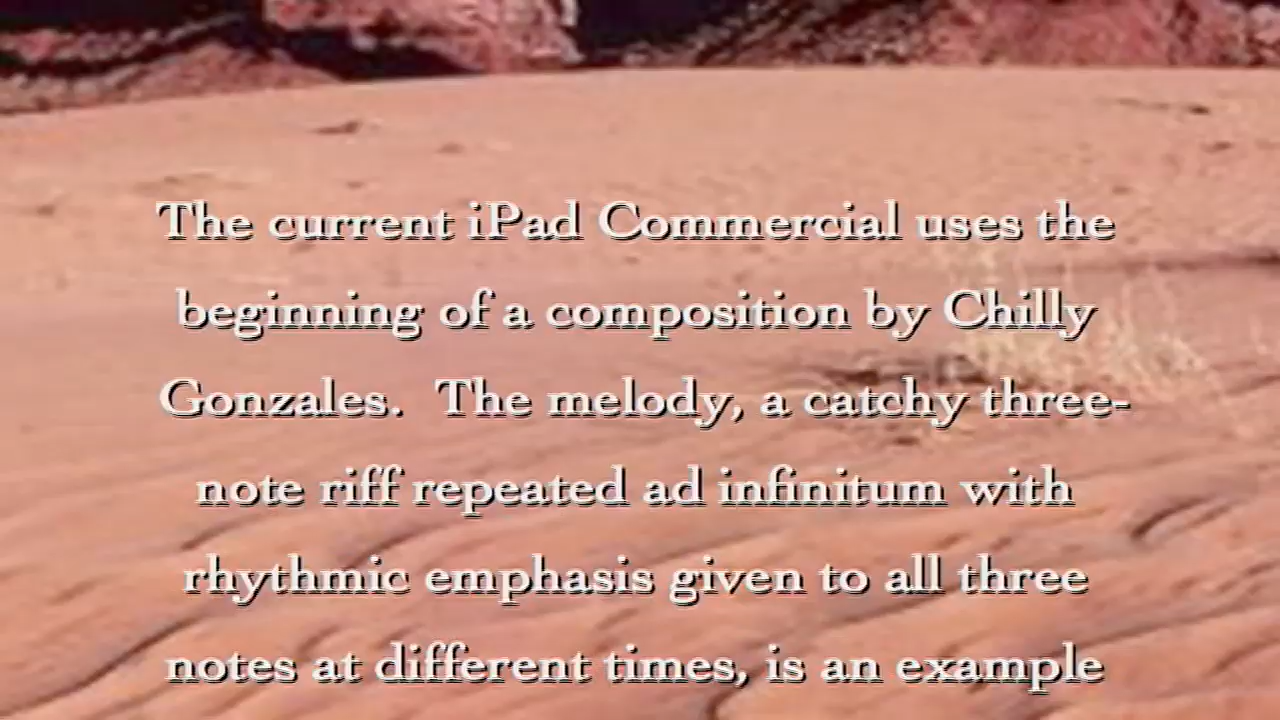 The current iPad Commercial uses the
beginning of a composition by Chilly
Gonzales.  The melody, a catchy three-
note riff repeated ad infinitum with
rhythmic emphasis given to all three
notes at different times, is an example